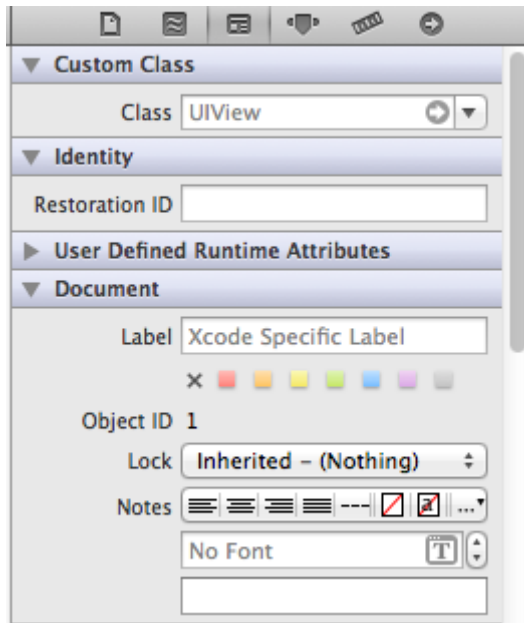 Custom Class
Class UIView
Identity
Restoration ID
User Defined Runtime Attributes
Document
Label Xcode Specific Label
Object ID 1
Lock Inherited – (Nothing)
Notes --- a ...
No Font T